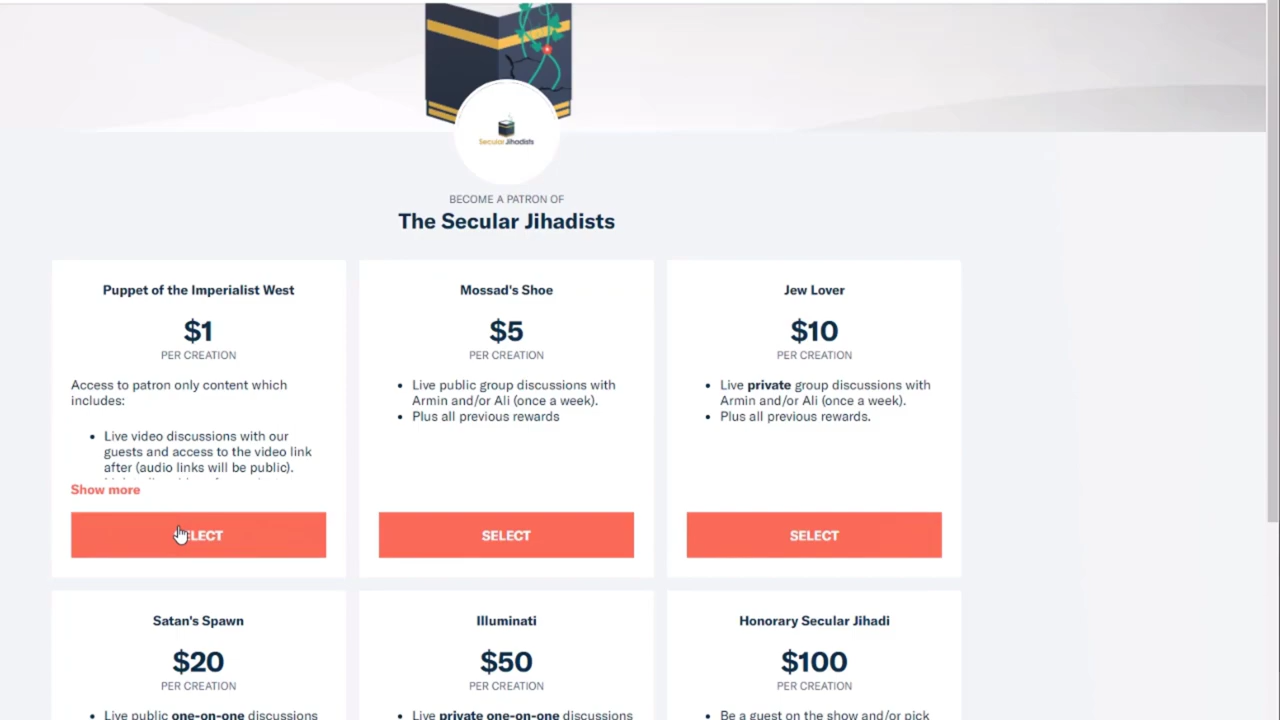 Secular Jihadists
BECOME A PATRON OF
The Secular Jihadists
Puppet of the Imperialist West
$1
PER CREATION
Access to patron only content which
includes:
• Live video discussions with our
guests and access to the video link
after (audio links will be public).
Show more
SELECT
Mossad's Shoe
$5
PER CREATION
• Live public group discussions with
Armin and/or Ali (once a week).
• Plus all previous rewards
SELECT
Jew Lover
$10
PER CREATION
• Live private group discussions with
Armin and/or Ali (once a week).
• Plus all previous rewards.
SELECT
Satan's Spawn
$20
PER CREATION
• Live public one-on-one discussions
Illuminati
$50
PER CREATION
• Live private one-on-one discussions
Honorary Secular Jihadi
$100
PER CREATION
• Be a guest on the show and/or pick